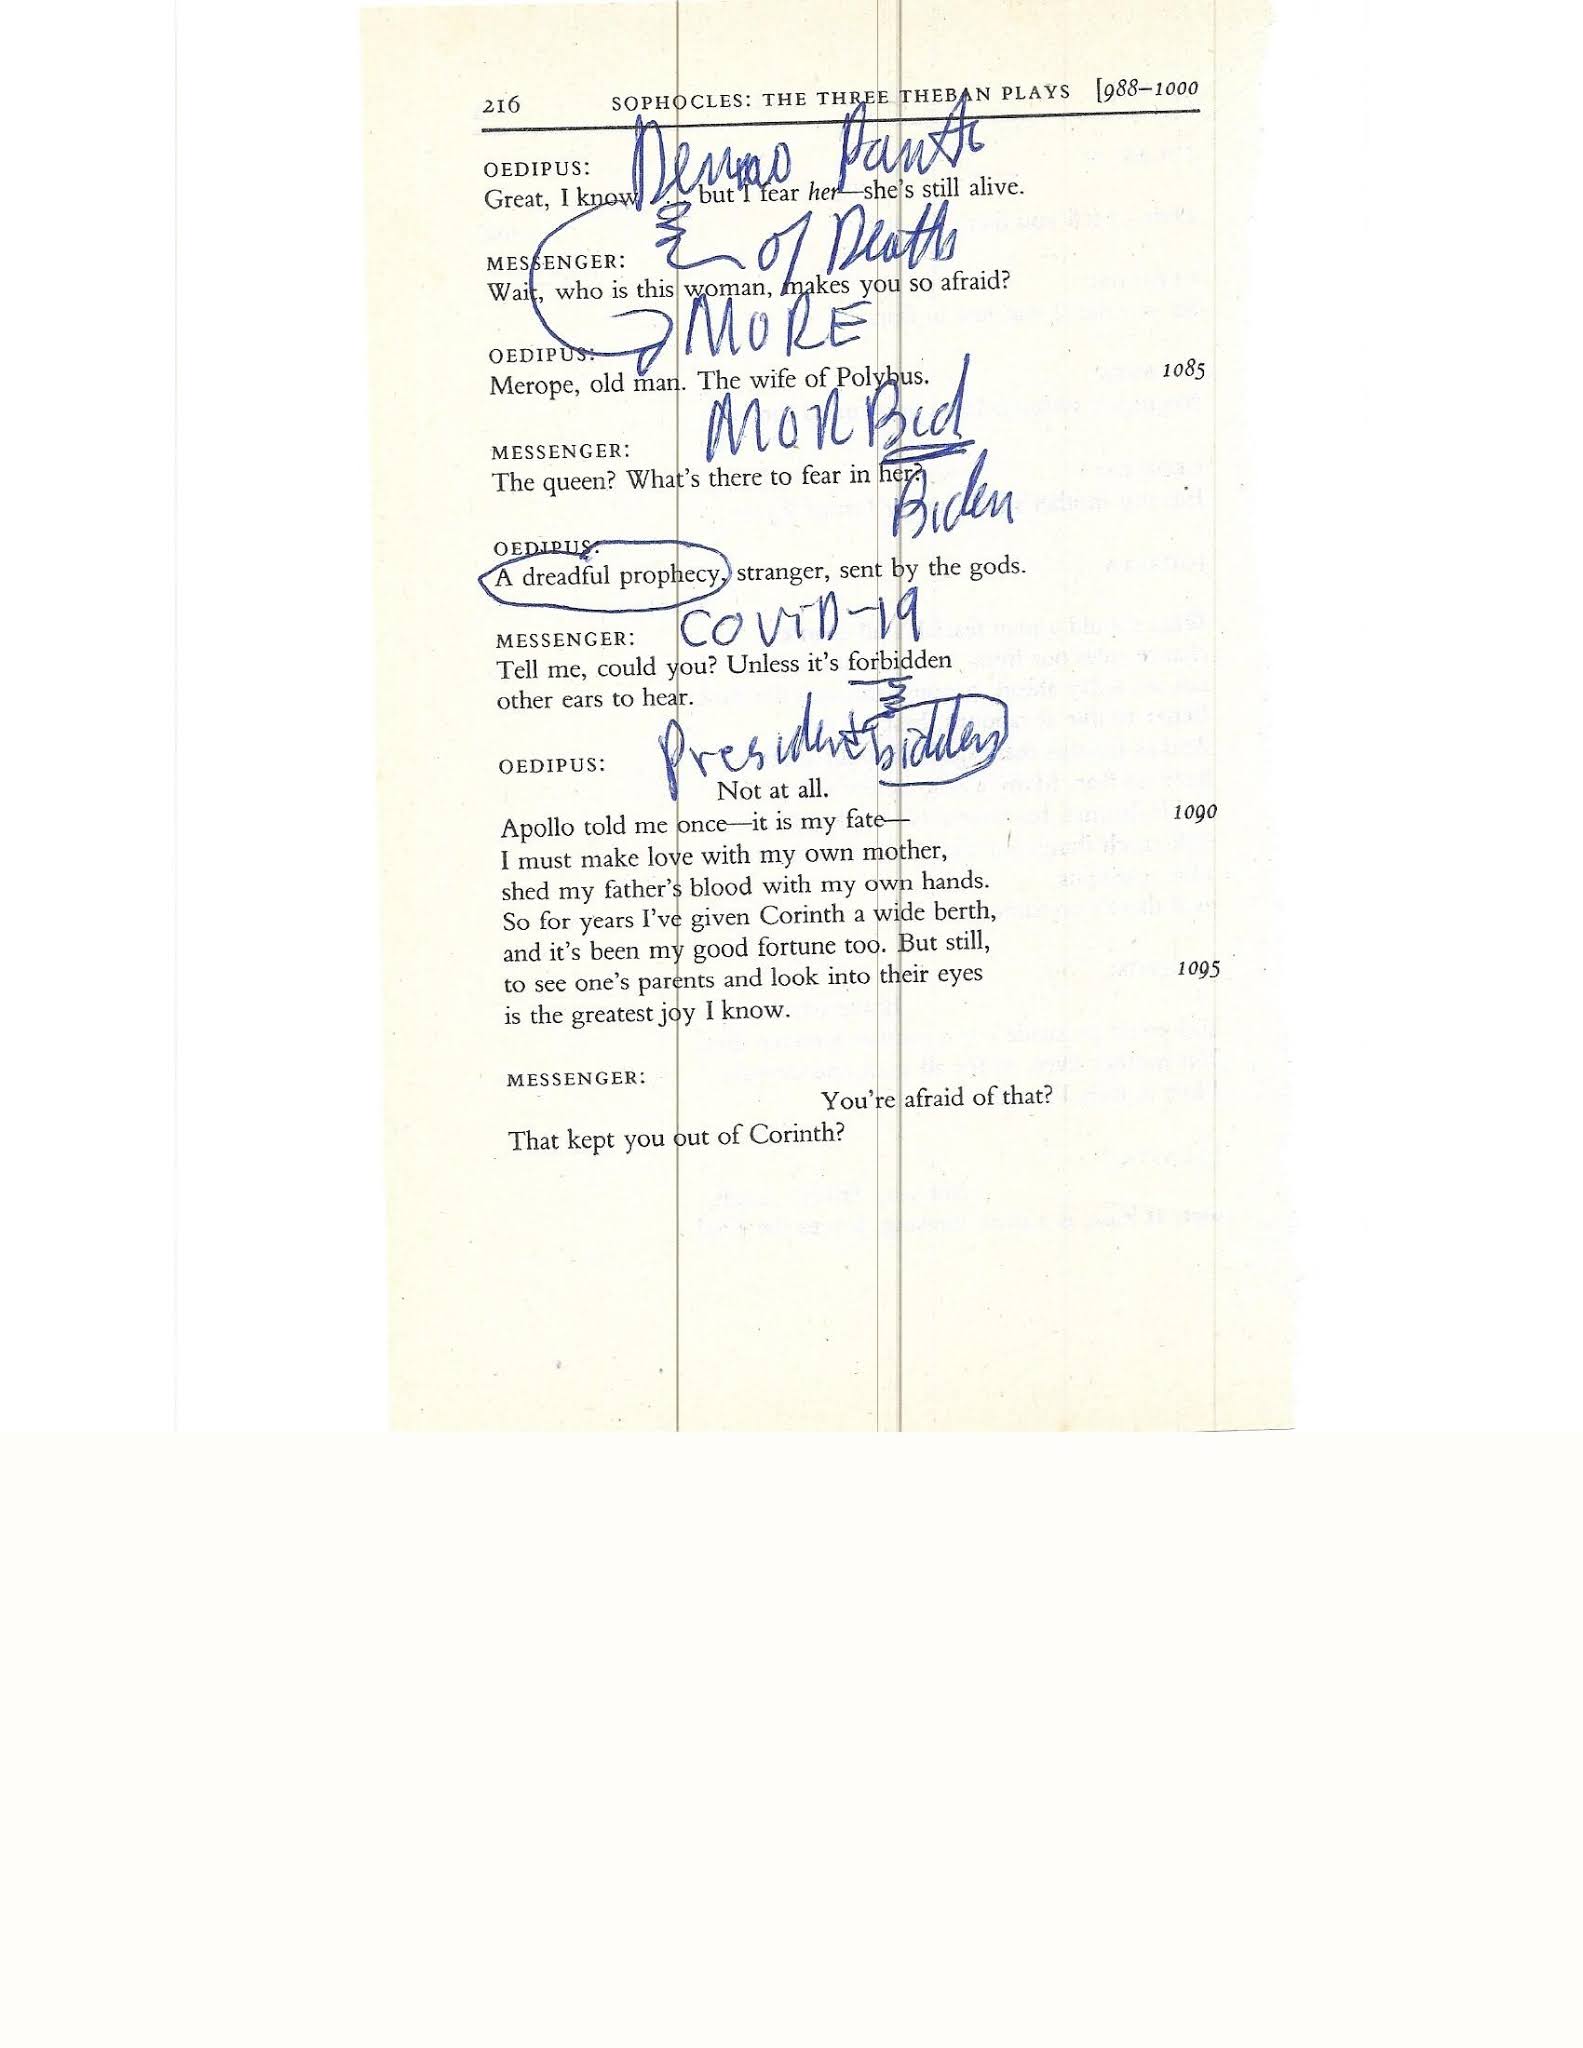 216 SOPHOCLES: THE THREE THEBAN PLAYS [988–1000
OEDIPUS:
Great, I know . . . but I fear her—she's still alive.
of Death
MESSENGER:
Wait, who is this woman, makes you so afraid?
MORE
OEDIPUS:
Merope, old man. The wife of Polybus. 1085
MORBid
MESSENGER:
The queen? What's there to fear in her?
Biden
OEDIPUS:
A dreadful prophecy, stranger, sent by the gods.
COVID-19
MESSENGER:
Tell me, could you? Unless it's forbidden
other ears to hear.
President bidden
OEDIPUS:
Not at all.
Apollo told me once—it is my fate— 1090
I must make love with my own mother,
shed my father's blood with my own hands.
So for years I've given Corinth a wide berth,
and it's been my good fortune too. But still,
to see one's parents and look into their eyes 1095
is the greatest joy I know.
MESSENGER:
You're afraid of that?
That kept you out of Corinth?